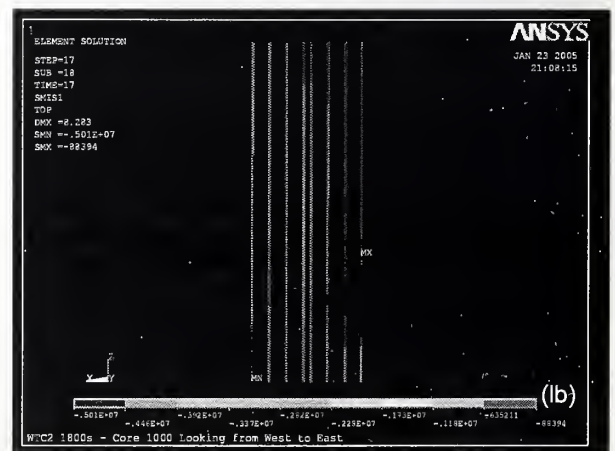 1
ANSYS
ELEMENT SOLUTION
JAN 23 2005
21:08:15
STEP=17
SUB =18
TIME=17
SMIS1
TOP
DMX =0.203
SMN =-.501E+07
SMX =-88394
MX
MN
Z
X Y
(lb)
-.501E+07 -.392E+07 -.282E+07 -.173E+07 -635211
-.446E+07 -.337E+07 -.228E+07 -.118E+07 -88394
WTC2 1800s - Core 1000 Looking from West to East